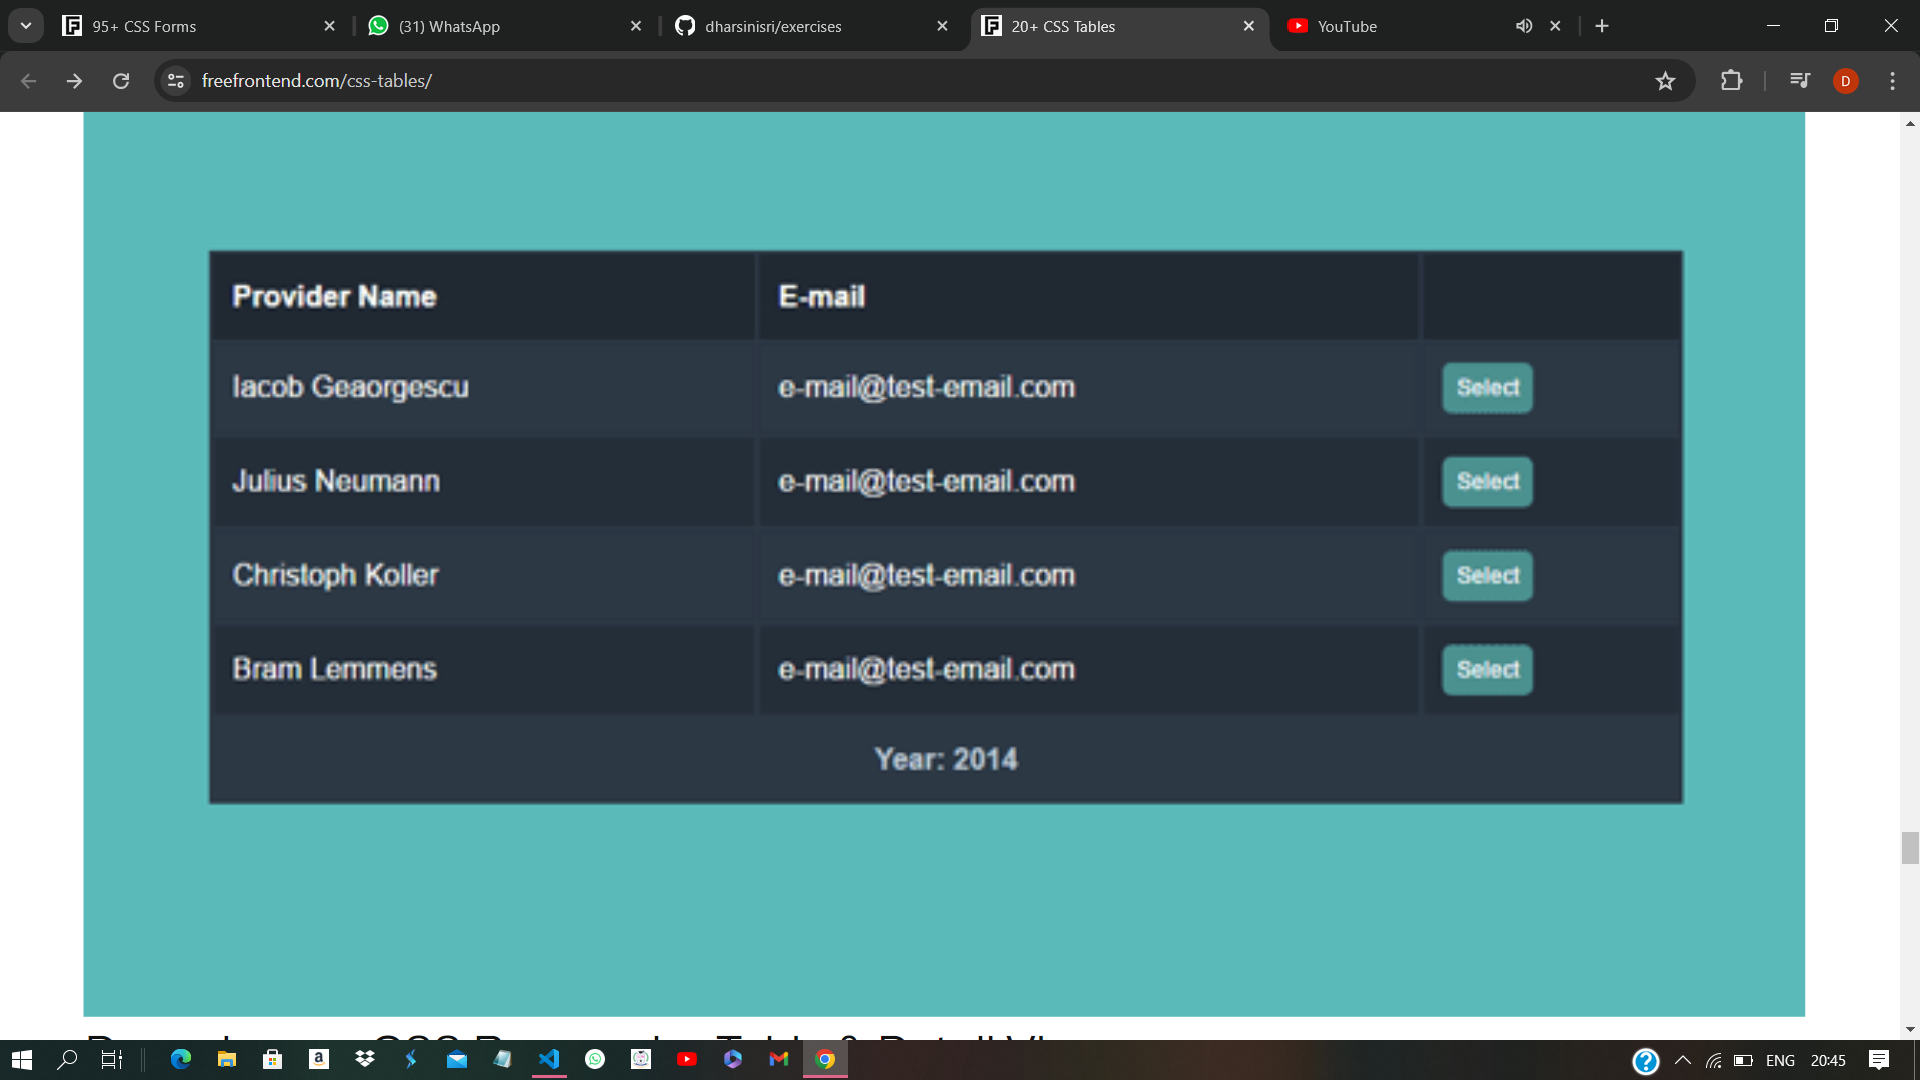 95+ CSS Forms
(31) WhatsApp
dharsinisri/exercises
20+ CSS Tables
YouTube
freefrontend.com/css-tables/
D
Provider Name E-mail
Iacob Geaorgescu e-mail@test-email.com Select
Julius Neumann e-mail@test-email.com Select
Christoph Koller e-mail@test-email.com Select
Bram Lemmens e-mail@test-email.com Select
Year: 2014
ENG 20:45